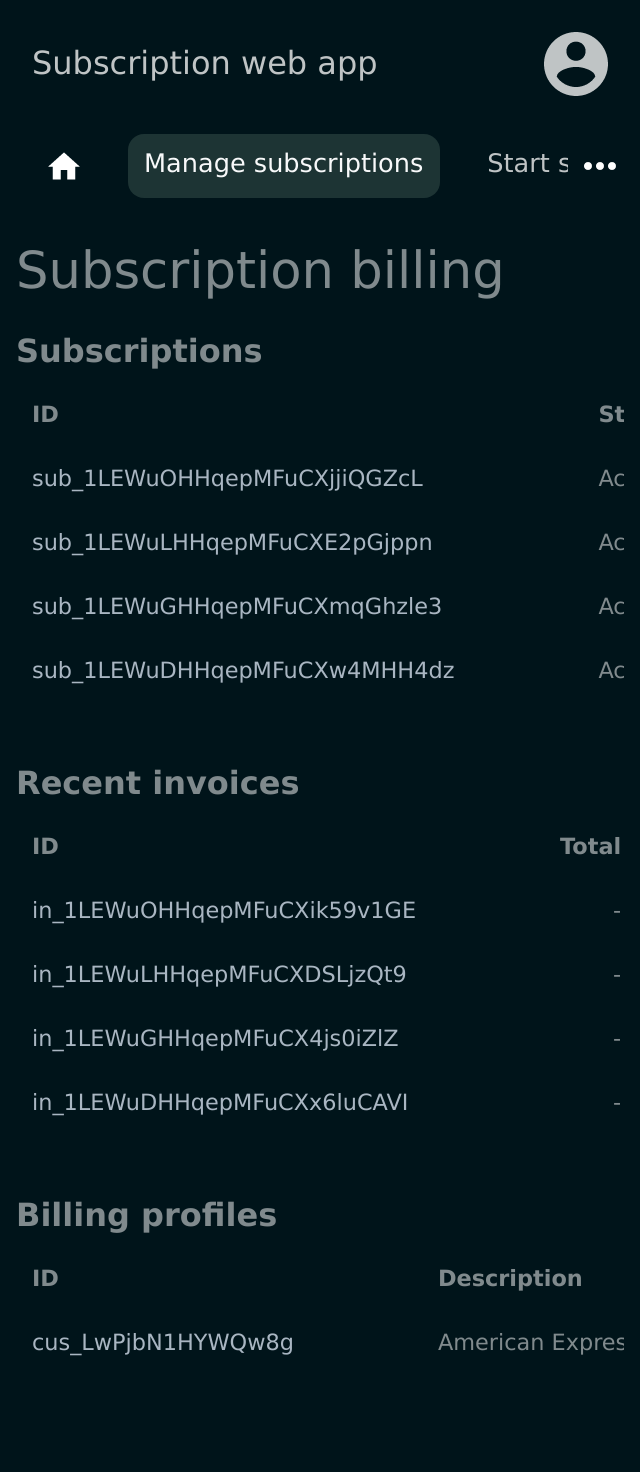 Subscription web app
Manage subscriptions Start s
Subscription billing
Subscriptions
ID St
sub_1LEWuOHHqepMFuCXjjiQGZcL Ac
sub_1LEWuLHHqepMFuCXE2pGjppn Ac
sub_1LEWuGHHqepMFuCXmqGhzle3 Ac
sub_1LEWuDHHqepMFuCXw4MHH4dz Ac
Recent invoices
ID Total
in_1LEWuOHHqepMFuCXik59v1GE -
in_1LEWuLHHqepMFuCXDSLjzQt9 -
in_1LEWuGHHqepMFuCX4js0iZlZ -
in_1LEWuDHHqepMFuCXx6luCAVI -
Billing profiles
ID Description
cus_LwPjbN1HYWQw8g American Expres